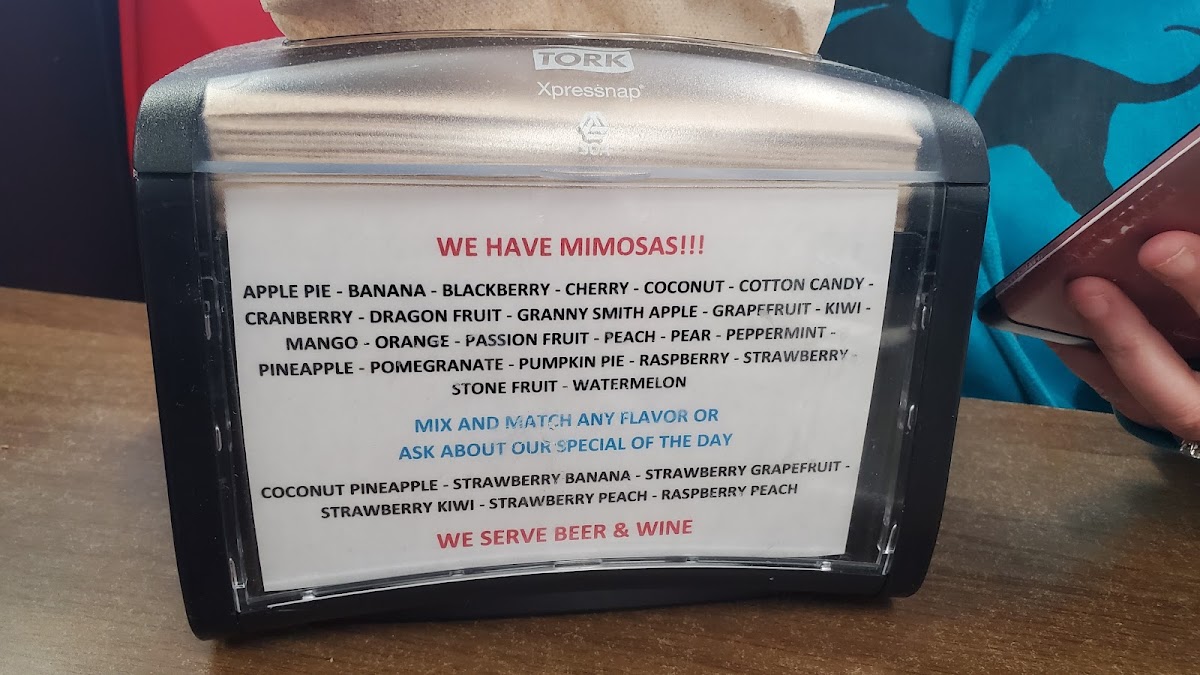 TORK
Xpressnap®
WE HAVE MIMOSAS!!!
APPLE PIE - BANANA - BLACKBERRY - CHERRY - COCONUT - COTTON CANDY -
CRANBERRY - DRAGON FRUIT - GRANNY SMITH APPLE - GRAPEFRUIT - KIWI -
MANGO - ORANGE - PASSION FRUIT - PEACH - PEAR - PEPPERMINT -
PINEAPPLE - POMEGRANATE - PUMPKIN PIE - RASPBERRY - STRAWBERRY -
STONE FRUIT - WATERMELON
MIX AND MATCH ANY FLAVOR OR
ASK ABOUT OUR SPECIAL OF THE DAY
COCONUT PINEAPPLE - STRAWBERRY BANANA - STRAWBERRY GRAPEFRUIT -
STRAWBERRY KIWI - STRAWBERRY PEACH - RASPBERRY PEACH
WE SERVE BEER & WINE